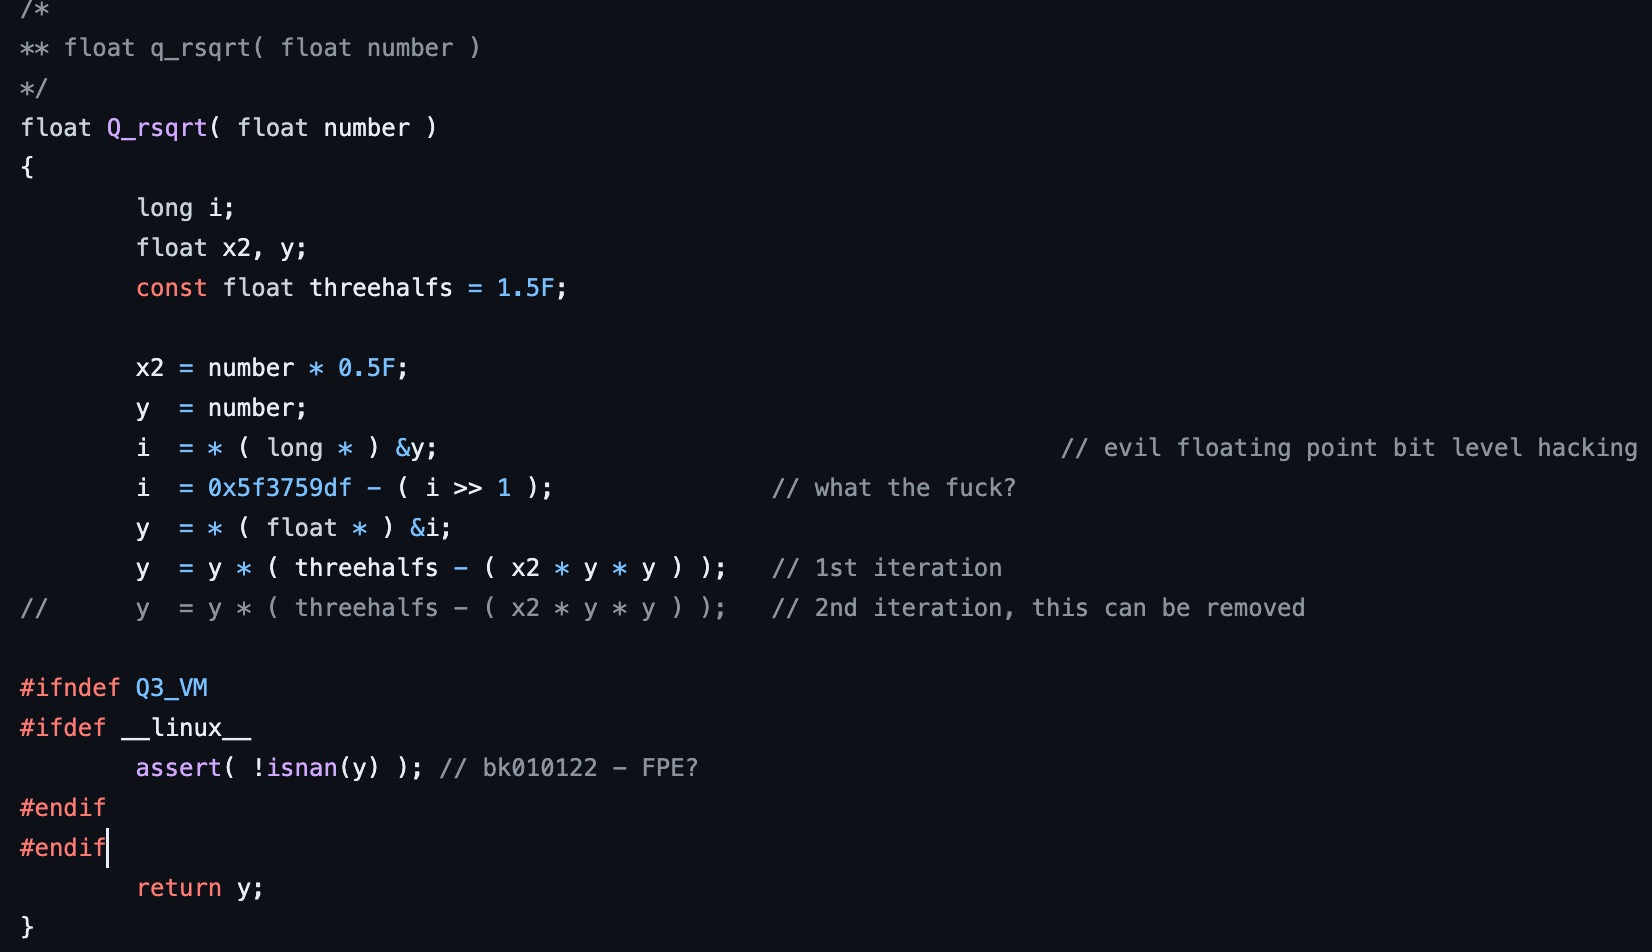 /*
** float q_rsqrt( float number )
*/
float Q_rsqrt( float number )
{
        long i;
        float x2, y;
        const float threehalfs = 1.5F;

        x2 = number * 0.5F;
        y  = number;
        i  = * ( long * ) &y;                                           // evil floating point bit level hacking
        i  = 0x5f3759df - ( i >> 1 );               // what the fuck?
        y  = * ( float * ) &i;
        y  = y * ( threehalfs - ( x2 * y * y ) );   // 1st iteration
//      y  = y * ( threehalfs - ( x2 * y * y ) );   // 2nd iteration, this can be removed

#ifndef Q3_VM
#ifdef __linux__
        assert( !isnan(y) ); // bk010122 - FPE?
#endif
#endif
        return y;
}